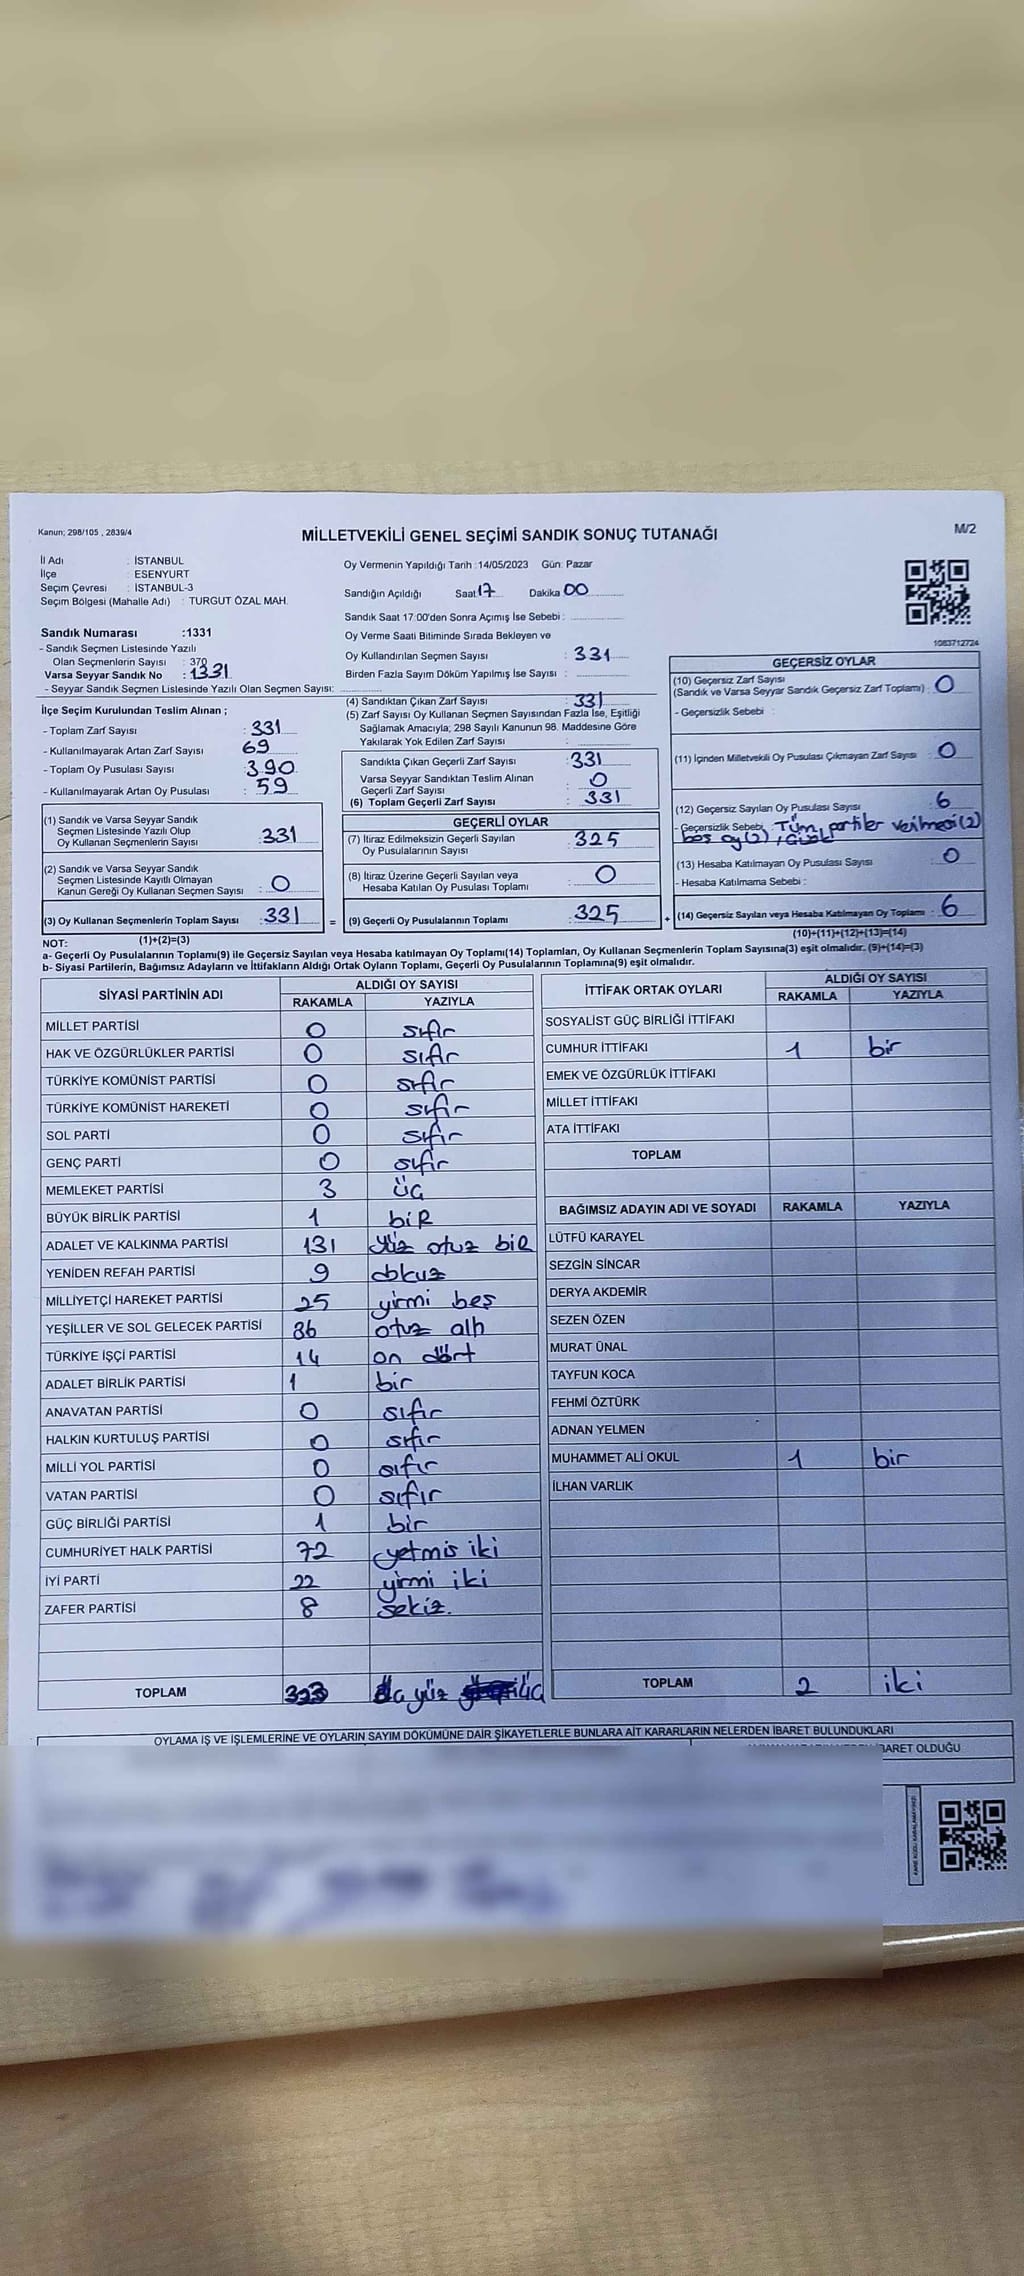 Kanun; 298/105 , 2839/4
MİLLETVEKİLİ GENEL SEÇİMİ SANDIK SONUÇ TUTANAĞI
M/2
İl Adı : İSTANBUL
İlçe : ESENYURT
Seçim Çevresi : İSTANBUL-3
Seçim Bölgesi (Mahalle Adı) : TURGUT ÖZAL MAH.
Oy Vermenin Yapıldığı Tarih :14/05/2023 Gün: Pazar
Sandığın Açıldığı Saat 17 Dakika 00
Sandık Saat 17:00'den Sonra Açımış İse Sebebi :
Sandık Numarası :1331
- Sandık Seçmen Listesinde Yazılı
Olan Seçmenlerin Sayısı : 370
Varsa Seyyar Sandık No : 1331
- Seyyar Sandık Seçmen Listesinde Yazılı Olan Seçmen Sayısı:
Oy Verme Saati Bitiminde Sırada Bekleyen ve
Oy Kullandırılan Seçmen Sayısı : 331
Birden Fazla Sayım Döküm Yapılmış İse Sayısı :
1083712724
İlçe Seçim Kurulundan Teslim Alınan ;
- Toplam Zarf Sayısı : 331
- Kullanılmayarak Artan Zarf Sayısı 69
- Toplam Oy Pusulası Sayısı : 390
- Kullanılmayarak Artan Oy Pusulası : 59
(4) Sandıktan Çıkan Zarf Sayısı : 331
(5) Zarf Sayısı Oy Kullanan Seçmen Sayısından Fazla İse, Eşitliği
Sağlamak Amacıyla; 298 Sayılı Kanunun 98. Maddesine Göre
Yakılarak Yok Edilen Zarf Sayısı :
Sandıkta Çıkan Geçerli Zarf Sayısı : 331
Varsa Seyyar Sandıktan Teslim Alınan
Geçerli Zarf Sayısı : 0
(6) Toplam Geçerli Zarf Sayısı : 331
GEÇERSİZ OYLAR
(10) Geçersiz Zarf Sayısı
(Sandık ve Varsa Seyyar Sandık Geçersiz Zarf Toplamı) : 0
- Geçersizlik Sebebi :
(11) İçinden Milletvekili Oy Pusulası Çıkmayan Zarf Sayısı : 0
(12) Geçersiz Sayılan Oy Pusulası Sayısı : 6
- Geçersizlik Sebebi : Tüm partiler verilmesi (2)
boş oy (2) ,
(13) Hesaba Katılmayan Oy Pusulası Sayısı : 0
- Hesaba Katılmama Sebebi :
(14) Geçersiz Sayılan veya Hesaba Katılmayan Oy Toplamı : 6
(10)+(11)+(12)+(13)=(14)
(1) Sandık ve Varsa Seyyar Sandık
Seçmen Listesinde Yazılı Olup
Oy Kullanan Seçmenlerin Sayısı : 331
(2) Sandık ve Varsa Seyyar Sandık
Seçmen Listesinde Kayıtlı Olmayan
Kanun Gereği Oy Kullanan Seçmen Sayısı : 0
(3) Oy Kullanan Seçmenlerin Toplam Sayısı : 331 =
GEÇERLİ OYLAR
(7) İtiraz Edilmeksizin Geçerli Sayılan
Oy Pusulalarının Sayısı : 325
(8) İtiraz Üzerine Geçerli Sayılan veya
Hesaba Katılan Oy Pusulası Toplamı : 0
(9) Geçerli Oy Pusulalarının Toplamı : 325 +
NOT: (1)+(2)=(3)
a- Geçerli Oy Pusulalarının Toplamı(9) ile Geçersiz Sayılan veya Hesaba katılmayan Oy Toplamı(14) Toplamları, Oy Kullanan Seçmenlerin Toplam Sayısına(3) eşit olmalıdır. (9)+(14)=(3)
b- Siyasi Partilerin, Bağımsız Adayların ve İttifakların Aldığı Ortak Oyların Toplamı, Geçerli Oy Pusulalarının Toplamına(9) eşit olmalıdır.
SİYASİ PARTİNİN ADI ALDIĞI OY SAYISI
RAKAMLA YAZIYLA
MİLLET PARTİSİ 0 sıfır
HAK VE ÖZGÜRLÜKLER PARTİSİ 0 sıfır
TÜRKİYE KOMÜNİST PARTİSİ 0 sıfır
TÜRKİYE KOMÜNİST HAREKETİ 0 sıfır
SOL PARTİ 0 sıfır
GENÇ PARTİ 0 sıfır
MEMLEKET PARTİSİ 3 üç
BÜYÜK BİRLİK PARTİSİ 1 biR
ADALET VE KALKINMA PARTİSİ 131 yüz otuz biR
YENİDEN REFAH PARTİSİ 9 dokuz
MİLLİYETÇİ HAREKET PARTİSİ 25 yirmi beş
YEŞİLLER VE SOL GELECEK PARTİSİ 36 otuz altı
TÜRKİYE İŞÇİ PARTİSİ 14 on dört
ADALET BİRLİK PARTİSİ 1 bir
ANAVATAN PARTİSİ 0 sıfır
HALKIN KURTULUŞ PARTİSİ 0 sıfır
MİLLİ YOL PARTİSİ 0 sıfır
VATAN PARTİSİ 0 sıfır
GÜÇ BİRLİĞİ PARTİSİ 1 bir
CUMHURİYET HALK PARTİSİ 72 yetmis iki
İYİ PARTİ 22 yirmi iki
ZAFER PARTİSİ 8 sekiz.
TOPLAM 323 yüz
İTTİFAK ORTAK OYLARI ALDIĞI OY SAYISI
RAKAMLA YAZIYLA
SOSYALİST GÜÇ BİRLİĞİ İTTİFAKI
CUMHUR İTTİFAKI 1 bir
EMEK VE ÖZGÜRLÜK İTTİFAKI
MİLLET İTTİFAKI
ATA İTTİFAKI
TOPLAM
BAĞIMSIZ ADAYIN ADI VE SOYADI RAKAMLA YAZIYLA
LÜTFÜ KARAYEL
SEZGİN SİNCAR
DERYA AKDEMİR
SEZEN ÖZEN
MURAT ÜNAL
TAYFUN KOCA
FEHMİ ÖZTÜRK
ADNAN YELMEN
MUHAMMET ALİ OKUL 1 bir
İLHAN VARLIK
TOPLAM 2 iki
OYLAMA İŞ VE İŞLEMLERİNE VE OYLARIN SAYIM DÖKÜMÜNE DAİR ŞİKAYETLERLE BUNLARA AİT KARARLARIN NELERDEN İBARET BULUNDUKLARI
OLDUĞU